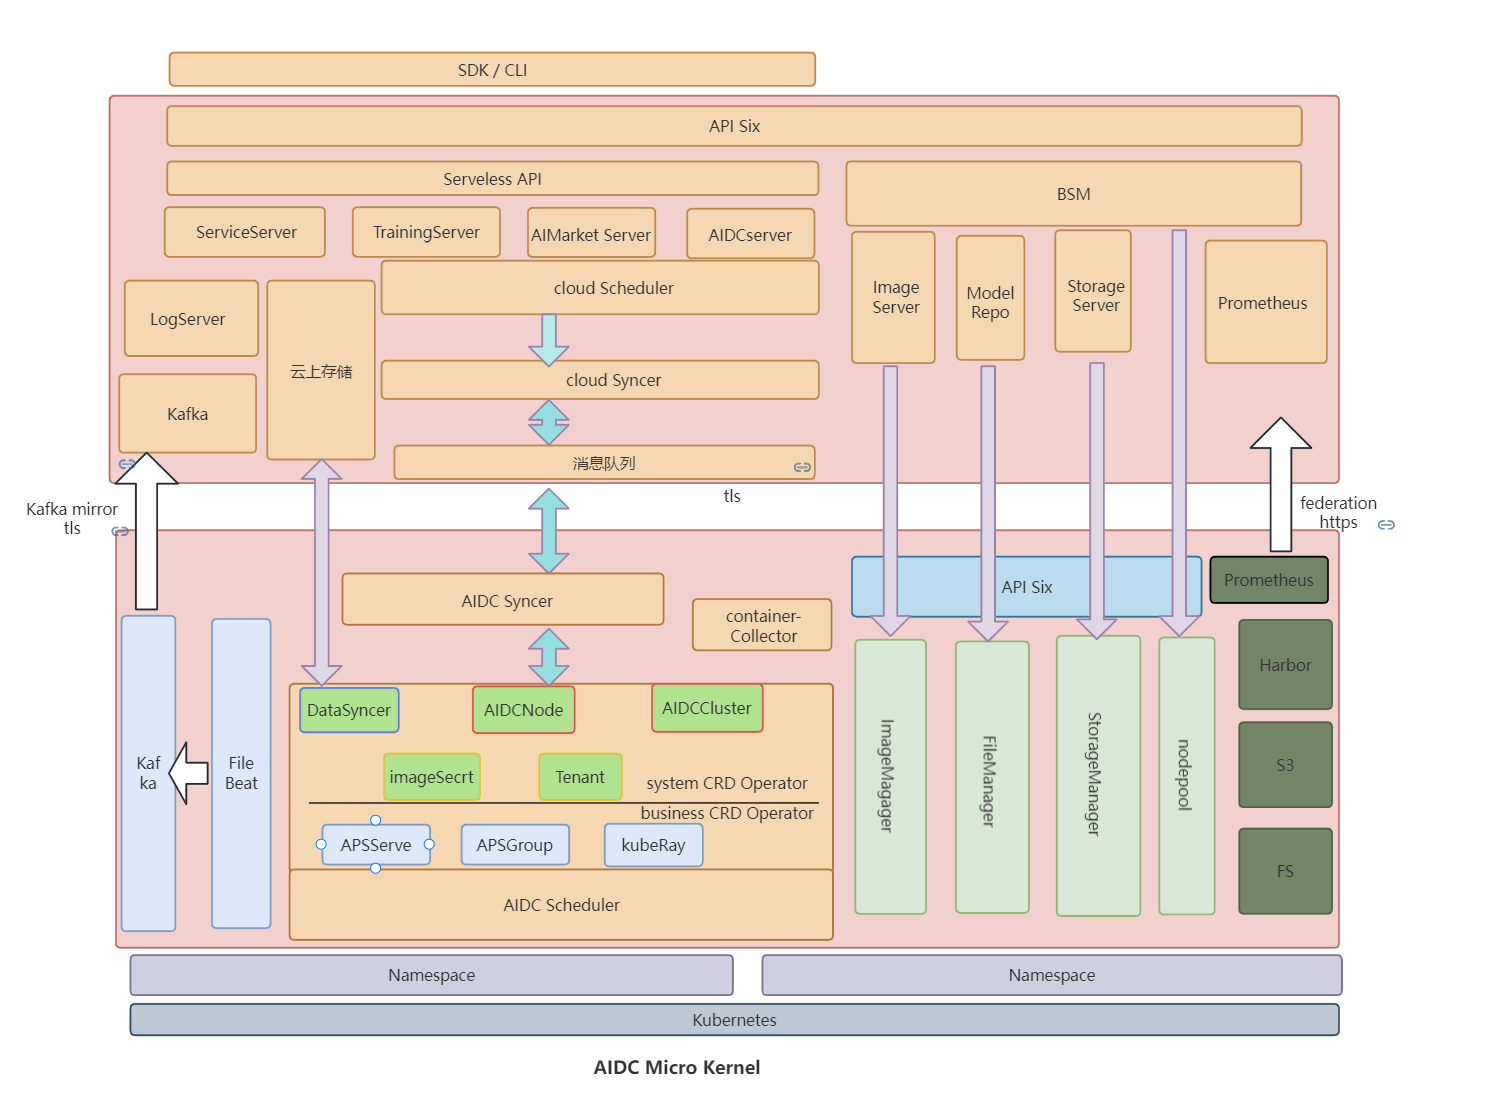 SDK / CLI
API Six
Serveless API
BSM
ServiceServer
TrainingServer
AIMarket Server
AIDCserver
cloud Scheduler
Image
Server
Model
Repo
Storage
Server
Prometheus
LogServer
云上存储
cloud Syncer
Kafka
消息队列
tls
Kafka mirror
tls
federation
https
AIDC Syncer
container-
Collector
API Six
Prometheus
Harbor
DataSyncer
AIDCNode
AIDCCluster
imageSecrt
Tenant
system CRD Operator
business CRD Operator
Kaf
ka
File
Beat
ImageMagager
FileManager
StorageManager
nodepool
S3
APSServe
APSGroup
kubeRay
FS
AIDC Scheduler
Namespace
Namespace
Kubernetes
AIDC Micro Kernel